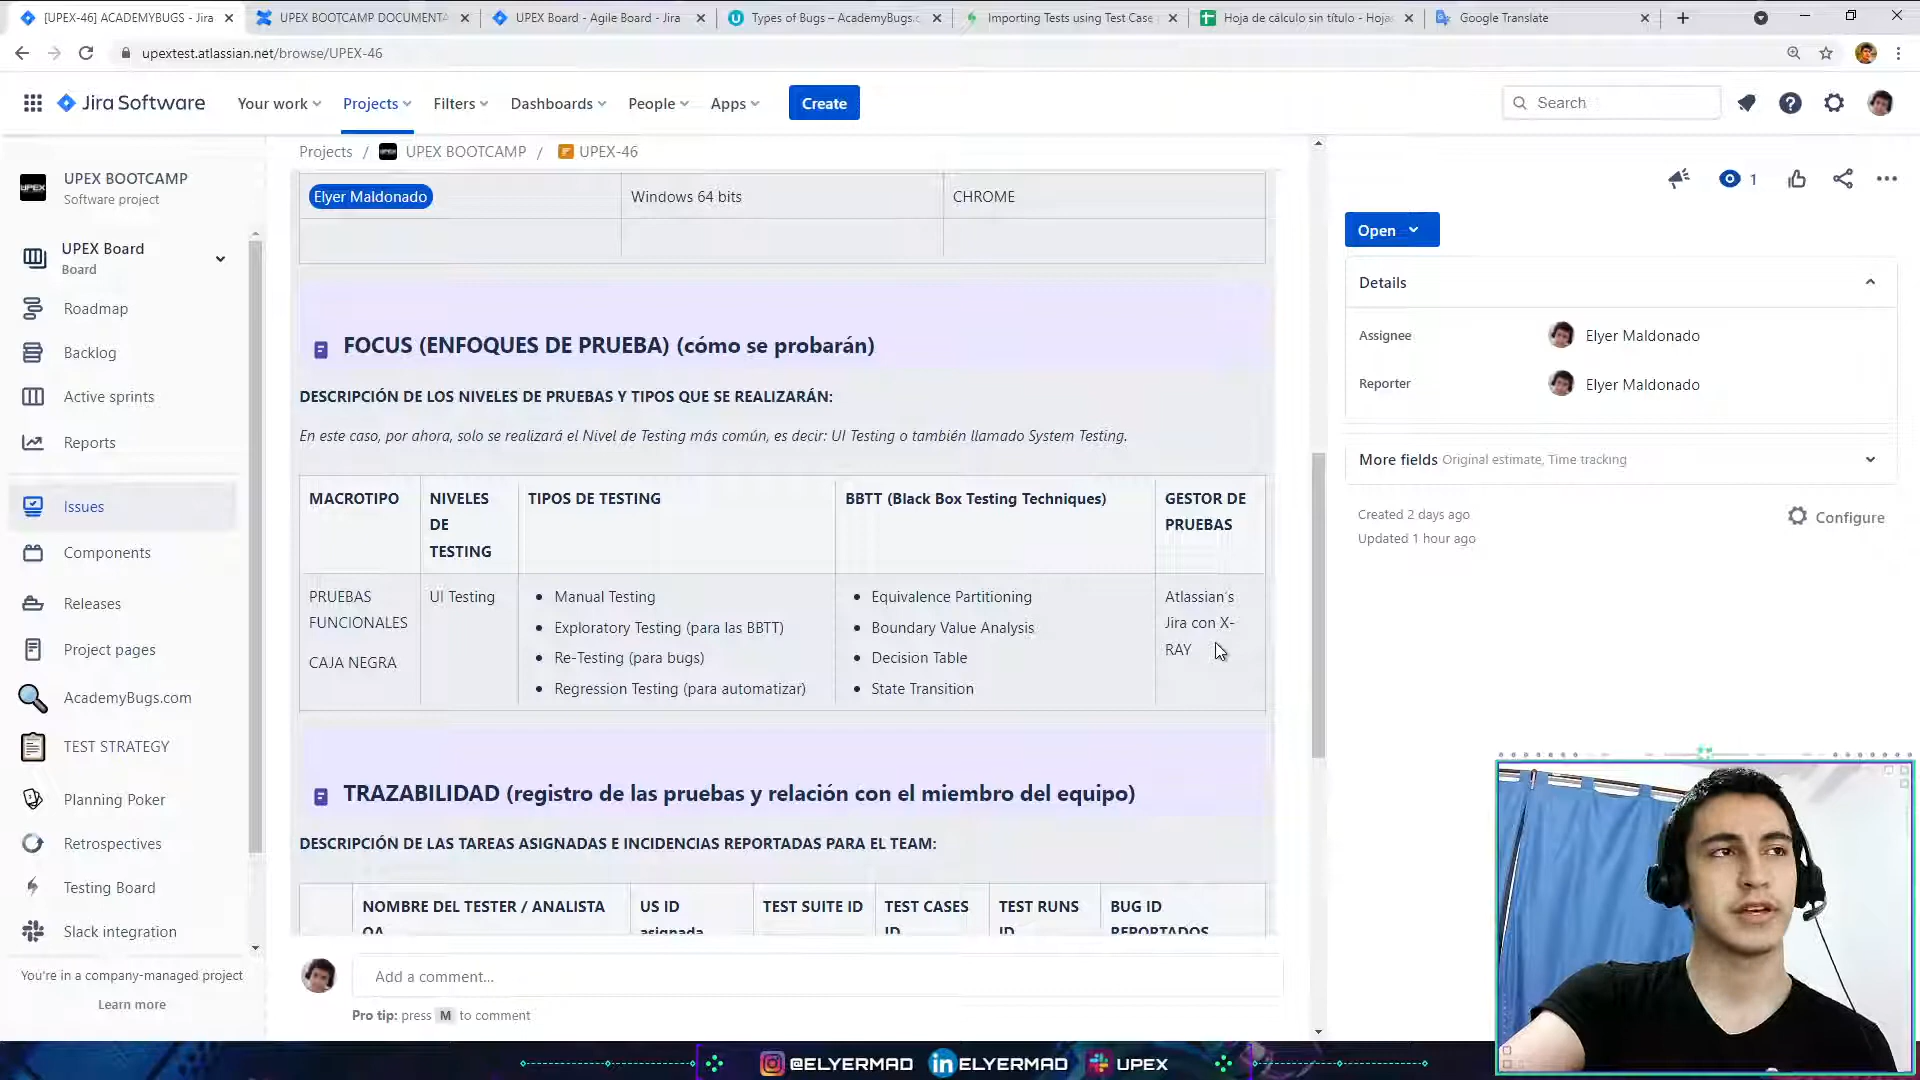 [UPEX-46] ACADEMYBUGS - Jira
UPEX BOOTCAMP DOCUMENTA
UPEX Board - Agile Board - Jira
Types of Bugs – AcademyBugs.c
Importing Tests using Test Case
Hoja de cálculo sin título - Hoja
Google Translate
upextest.atlassian.net/browse/UPEX-46
Jira Software
Your work
Projects
Filters
Dashboards
People
Apps
Create
Search
UPEX BOOTCAMP
Software project
UPEX Board
Board
Roadmap
Backlog
Active sprints
Reports
Issues
Components
Releases
Project pages
AcademyBugs.com
TEST STRATEGY
Planning Poker
Retrospectives
Testing Board
Slack integration
You're in a company-managed project
Learn more
Projects / UPEX BOOTCAMP / UPEX-46
Elyer Maldonado
Windows 64 bits
CHROME
FOCUS (ENFOQUES DE PRUEBA) (cómo se probarán)
DESCRIPCIÓN DE LOS NIVELES DE PRUEBAS Y TIPOS QUE SE REALIZARÁN:
En este caso, por ahora, solo se realizará el Nivel de Testing más común, es decir: UI Testing o también llamado System Testing.
MACROTIPO
NIVELES
DE
TESTING
TIPOS DE TESTING
BBTT (Black Box Testing Techniques)
GESTOR DE
PRUEBAS
PRUEBAS
FUNCIONALES
CAJA NEGRA
UI Testing
• Manual Testing
• Exploratory Testing (para las BBTT)
• Re-Testing (para bugs)
• Regression Testing (para automatizar)
• Equivalence Partitioning
• Boundary Value Analysis
• Decision Table
• State Transition
Atlassian's
Jira con X-
RAY
TRAZABILIDAD (registro de las pruebas y relación con el miembro del equipo)
DESCRIPCIÓN DE LAS TAREAS ASIGNADAS E INCIDENCIAS REPORTADAS PARA EL TEAM:
NOMBRE DEL TESTER / ANALISTA
QA
US ID
asignada
TEST SUITE ID
TEST CASES
ID
TEST RUNS
ID
BUG ID
REPORTADOS
Add a comment...
Pro tip: press M to comment
1
Open
Details
Assignee
Elyer Maldonado
Reporter
Elyer Maldonado
More fields Original estimate, Time tracking
Created 2 days ago
Updated 1 hour ago
Configure
@ELYERMAD
ELYERMAD
UPEX